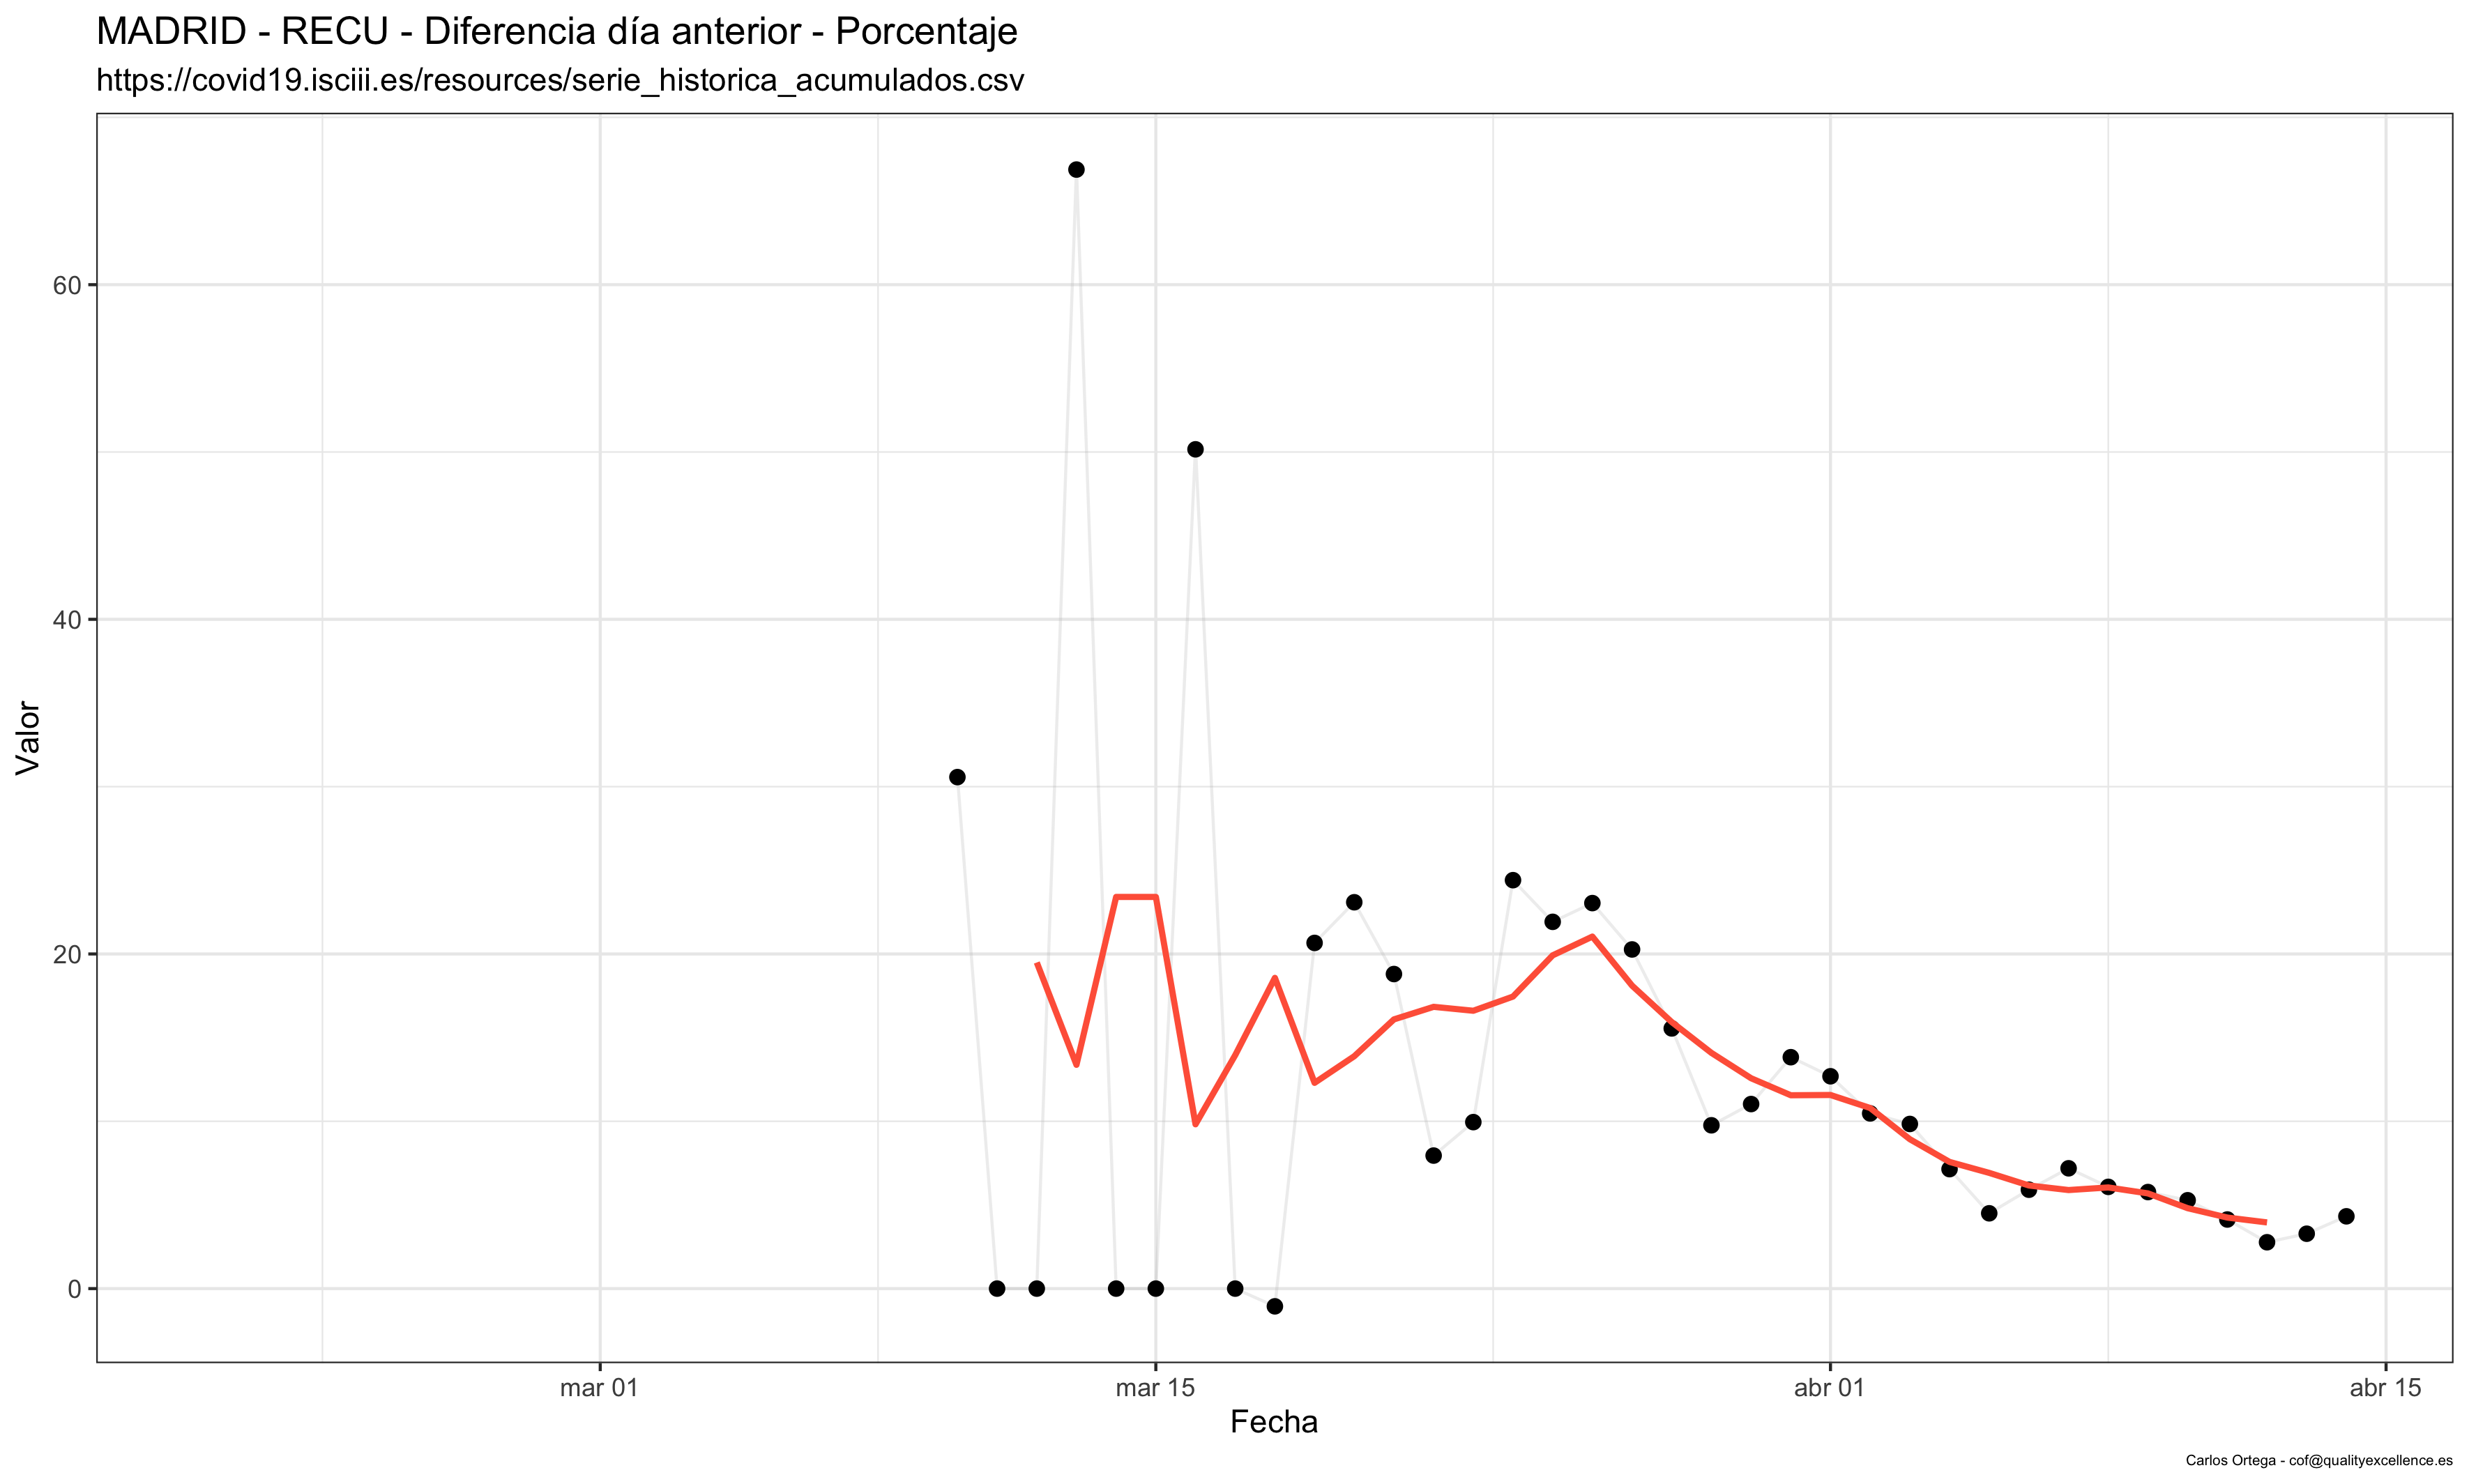 MADRID - RECU - Diferencia día anterior - Porcentaje
https://covid19.isciii.es/resources/serie_historica_acumulados.csv
60
40
20
0
Valor
mar 01
mar 15
abr 01
abr 15
Fecha
Carlos Ortega - cof@qualityexcellence.es